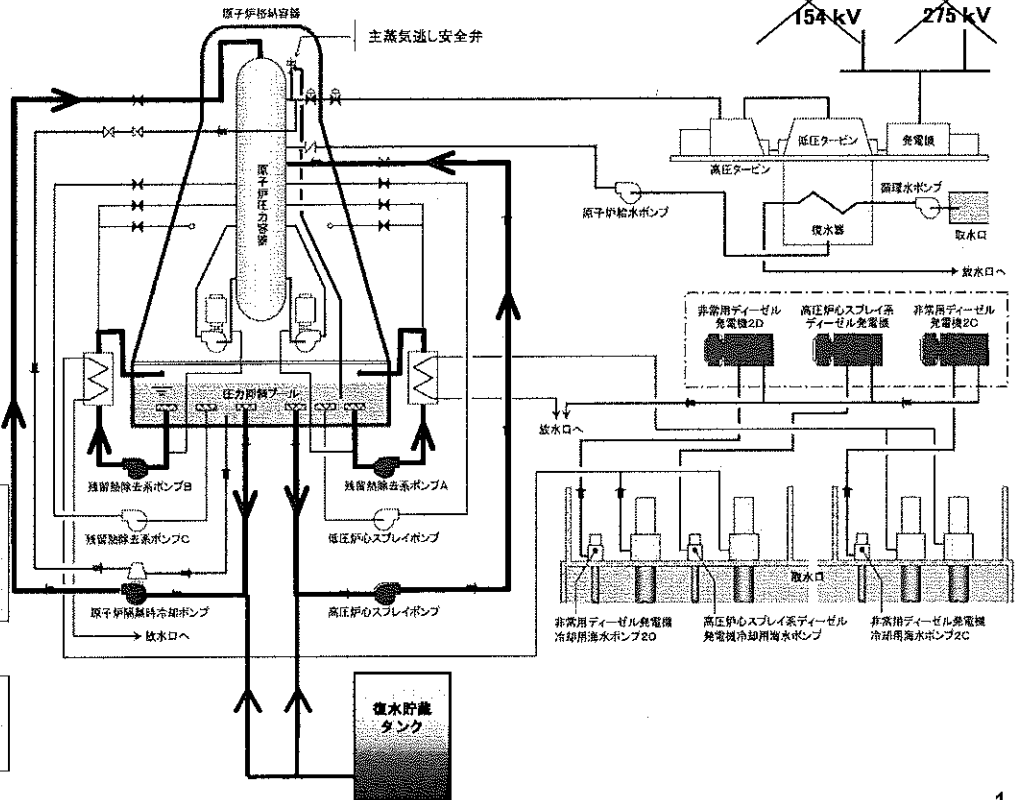 原子炉格納容器
主蒸気逃し安全弁
154 kV
275 kV
低圧タービン
発電機
高圧タービン
原子炉圧力容器
原子炉給水ポンプ
循環水ポンプ
復水器
取水口
放水口へ
非常用ディーゼル
発電機2D
高圧炉心スプレイ系
ディーゼル発電機
非常用ディーゼル
発電機2C
圧力抑制プール
放水口へ
残留熱除去系ポンプB
残留熱除去系ポンプA
残留熱除去系ポンプC
低圧炉心スプレイポンプ
取水口
原子炉隔離時冷却ポンプ
高圧炉心スプレイポンプ
非常用ディーゼル発電機
冷却用海水ポンプ2D
高圧炉心スプレイ系ディーゼル
発電機冷却用海水ポンプ
非常用ディーゼル発電機
冷却用海水ポンプ2C
放水口へ
復水貯蔵
タンク
1